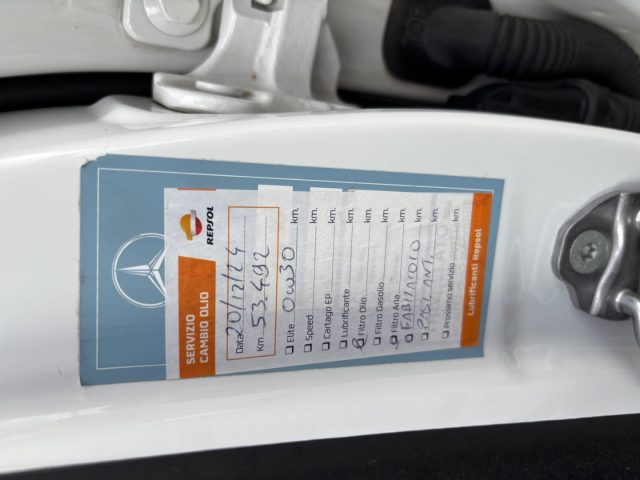 REPSOL
SERVIZIO
CAMBIO OLIO
Data 20/12/24
Km. 53.492
Elite 0W30 km.
Speed km.
Cartago EP km.
Lubrificante km.
Filtro Olio km.
Filtro Gasolio km.
Filtro Aria km.
F. ABITACOLO km.
PAST. ANT. km.
Prossimo servizio km.
Lubrificanti Repsol